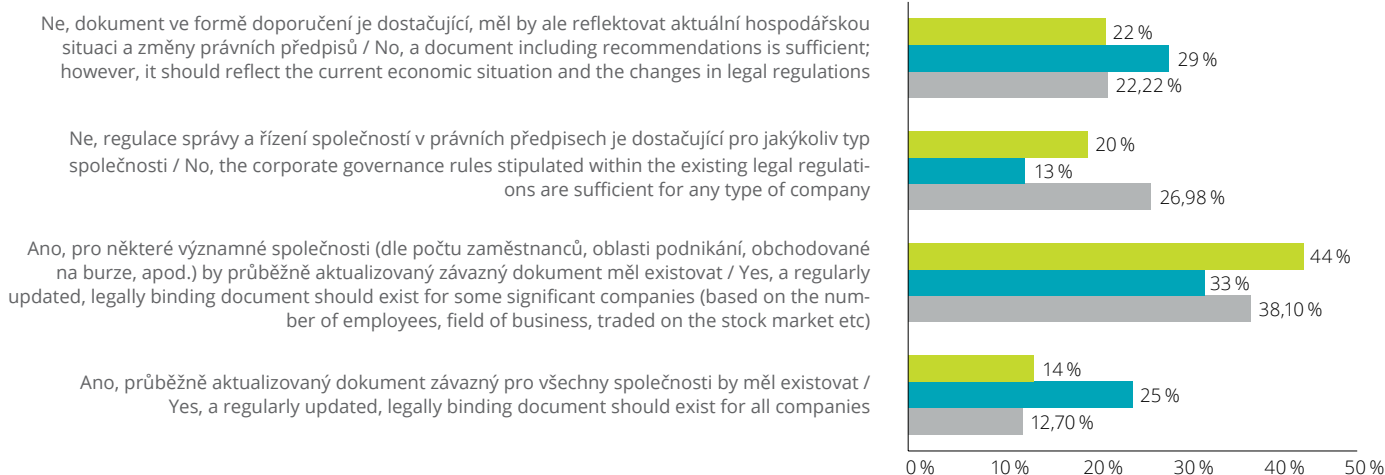 Ne, dokument ve formě doporučení je dostačující, měl by ale reflektovat aktuální hospodářskou
situaci a změny právních předpisů / No, a document including recommendations is sufficient;
however, it should reflect the current economic situation and the changes in legal regulations
22 %
29 %
22,22 %
Ne, regulace správy a řízení společností v právních předpisech je dostačující pro jakýkoliv typ
společnosti / No, the corporate governance rules stipulated within the existing legal regulati-
ons are sufficient for any type of company
20 %
13 %
26,98 %
Ano, pro některé významné společnosti (dle počtu zaměstnanců, oblasti podnikání, obchodované
na burze, apod.) by průběžně aktualizovaný závazný dokument měl existovat / Yes, a regularly
updated, legally binding document should exist for some significant companies (based on the num-
ber of employees, field of business, traded on the stock market etc)
44 %
33 %
38,10 %
Ano, průběžně aktualizovaný dokument závazný pro všechny společnosti by měl existovat /
Yes, a regularly updated, legally binding document should exist for all companies
14 %
25 %
12,70 %
0 % 10 % 20 % 30 % 40 % 50 %